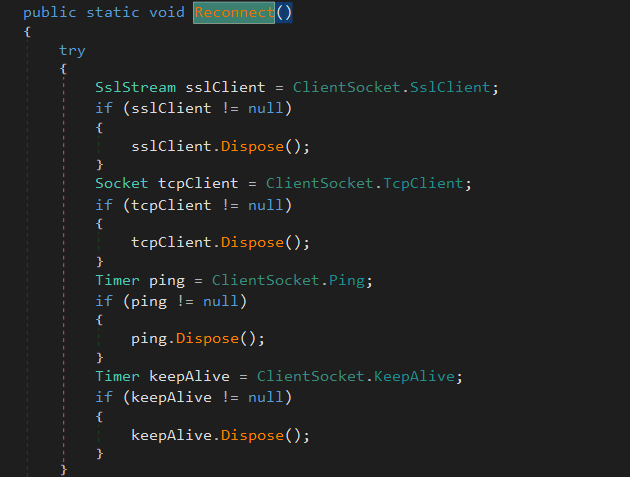 public static void Reconnect()
{
try
{
SslStream sslClient = ClientSocket.SslClient;
if (sslClient != null)
{
sslClient.Dispose();
}
Socket tcpClient = ClientSocket.TcpClient;
if (tcpClient != null)
{
tcpClient.Dispose();
}
Timer ping = ClientSocket.Ping;
if (ping != null)
{
ping.Dispose();
}
Timer keepAlive = ClientSocket.KeepAlive;
if (keepAlive != null)
{
keepAlive.Dispose();
}
}